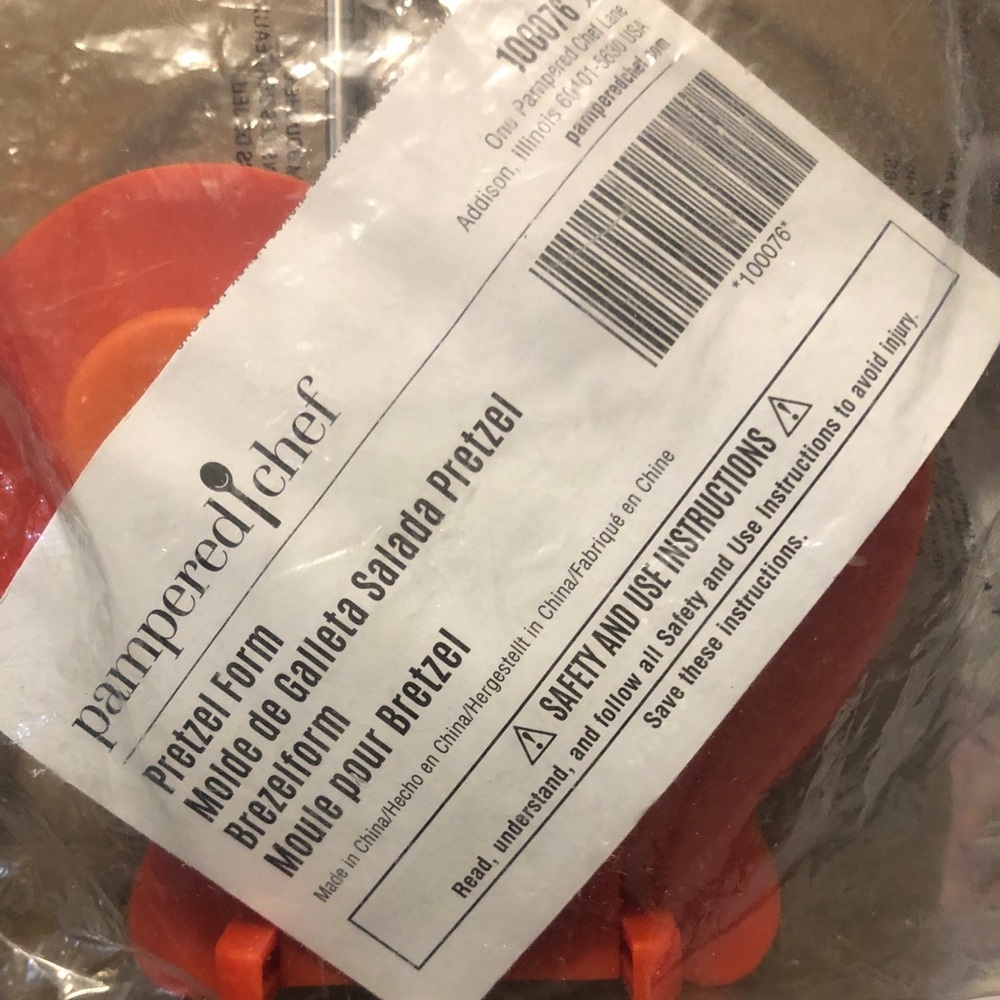 100076
One Pampered Chef Lane
Addison, Illinois 60101-5630 USA
pamperedchef.com
*100076*
pampered chef
Pretzel Form
Molde de Galleta Salada Pretzel
Brezelform
Moule pour Bretzel
Made in China/Hecho en China/Hergestellt in China/Fabriqué en Chine
SAFETY AND USE INSTRUCTIONS
Read, understand, and follow all Safety and Use Instructions to avoid injury.
Save these instructions.